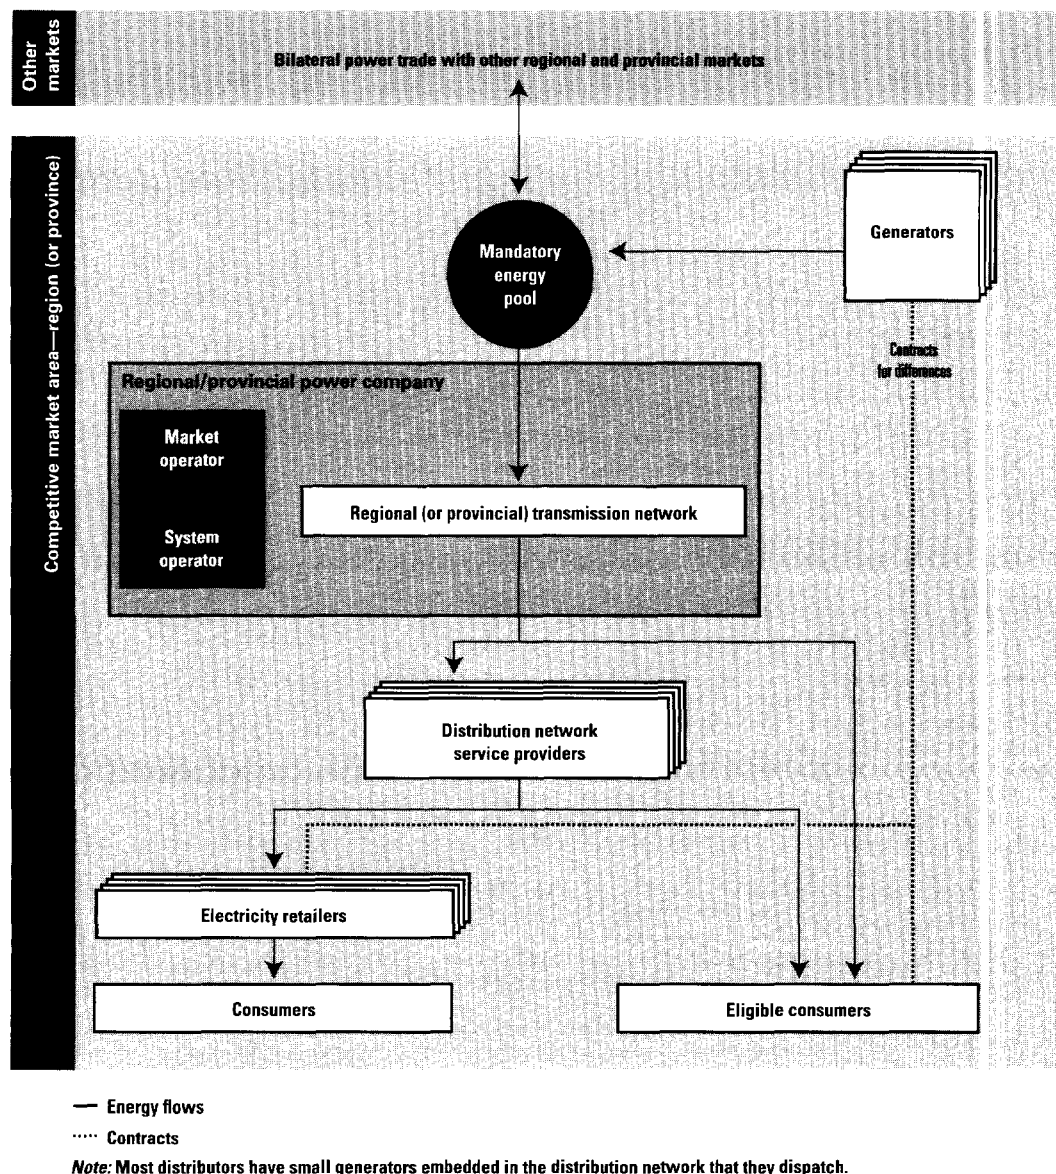 Other
markets
Bilateral power trade with other regional and provincial markets
Competitive market area—region (or province)
Generators
Mandatory
energy
pool
Contracts
for differences
Regional/provincial power company
Market
operator
System
operator
Regional (or provincial) transmission network
Distribution network
service providers
Electricity retailers
Consumers
Eligible consumers
Energy flows
Contracts
Note: Most distributors have small generators embedded in the distribution network that they dispatch.